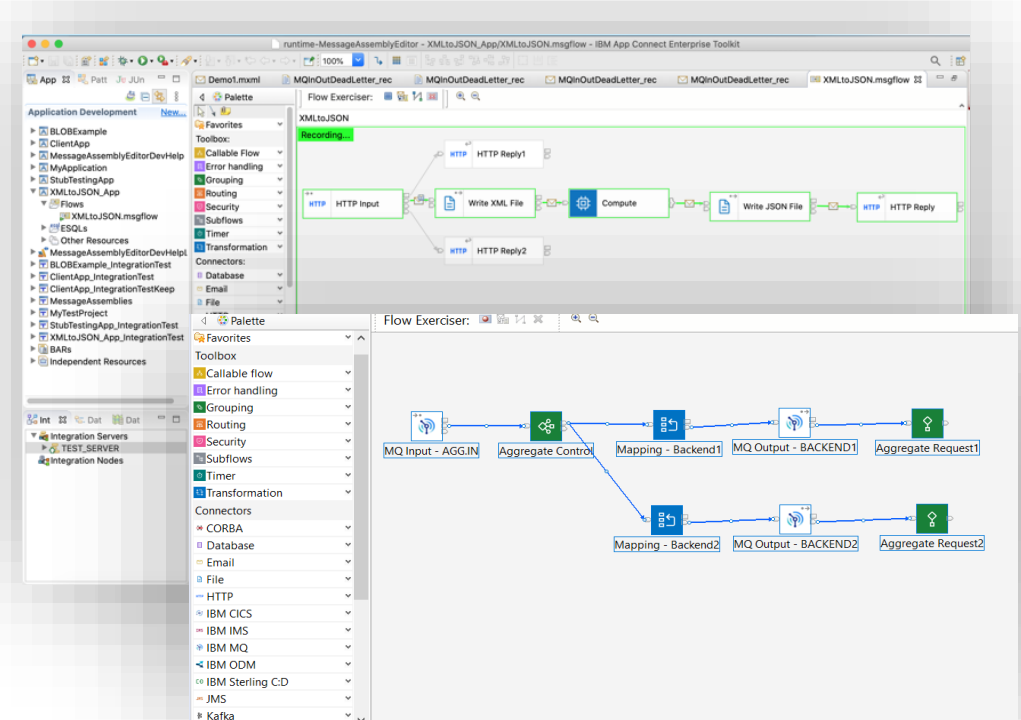 runtime-MessageAssemblyEditor - XMLtoJSON_App/XMLtoJSON.msgflow - IBM App Connect Enterprise Toolkit
100%
App
Patt
JUn
Application Development
New...
BLOBExample
ClientApp
MessageAssemblyEditorDevHelp
MyApplication
StubTestingApp
XMLtoJSON_App
Flows
XMLtoJSON.msgflow
ESQLs
Other Resources
MessageAssemblyEditorDevHelpL
BLOBExample_IntegrationTest
ClientApp_IntegrationTest
ClientApp_IntegrationTestKeep
MessageAssemblies
MyTestProject
StubTestingApp_IntegrationTest
XMLtoJSON_App_IntegrationTest
BARs
Independent Resources
Int
Dat
Dat
Integration Servers
TEST_SERVER
Integration Nodes
Demo1.mxml
MQInOutDeadLetter_rec
MQInOutDeadLetter_rec
MQInOutDeadLetter_rec
MQInOutDeadLetter_rec
XMLtoJSON.msgflow
Palette
Favorites
Toolbox:
Callable Flow
Error handling
Grouping
Routing
Security
Subflows
Timer
Transformation
Connectors:
Database
Email
File
Flow Exerciser:
XMLtoJSON
Recording...
HTTP HTTP Reply1
HTTP HTTP Input
Write XML File
Compute
Write JSON File
HTTP HTTP Reply
HTTP HTTP Reply2
Palette
Favorites
Toolbox
Callable flow
Error handling
Grouping
Routing
Security
Subflows
Timer
Transformation
Connectors
CORBA
Database
Email
File
HTTP
IBM CICS
IBM IMS
IBM MQ
IBM ODM
IBM Sterling C:D
JMS
Kafka
Flow Exerciser:
MQ Input - AGG.IN
Aggregate Control
Mapping - Backend1
MQ Output - BACKEND1
Aggregate Request1
Mapping - Backend2
MQ Output - BACKEND2
Aggregate Request2